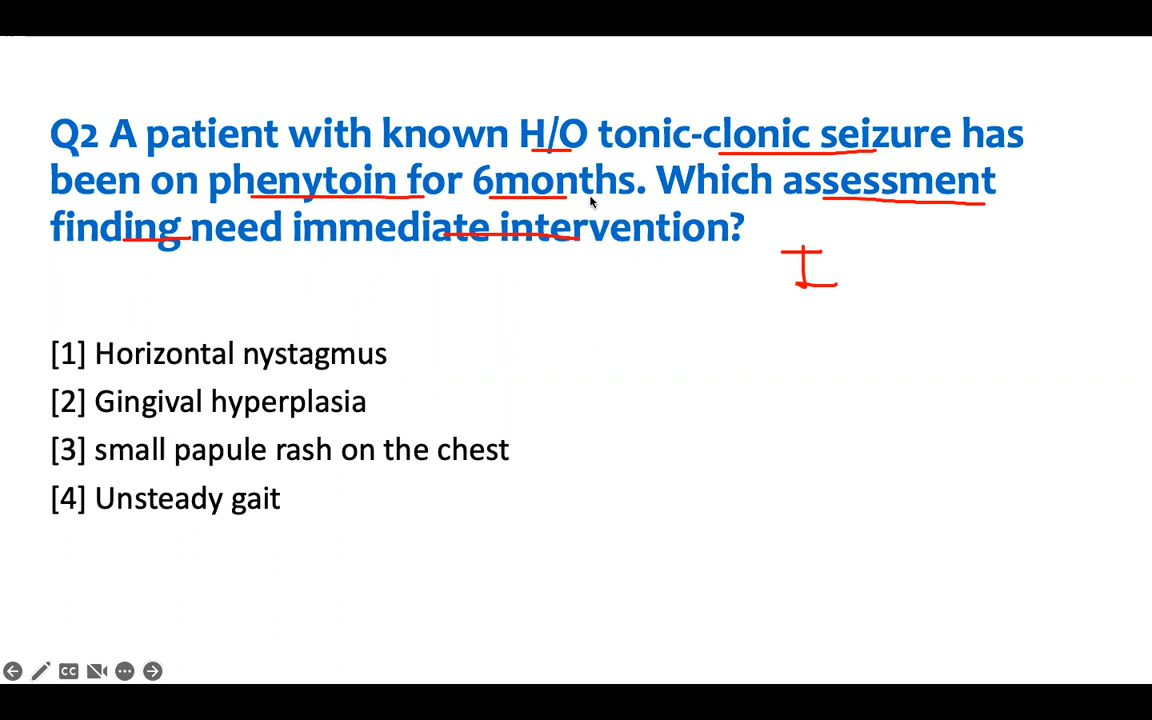 Q2 A patient with known H/O tonic-clonic seizure has
been on phenytoin for 6months. Which assessment
finding need immediate intervention?
[1] Horizontal nystagmus
[2] Gingival hyperplasia
[3] small papule rash on the chest
[4] Unsteady gait
CC